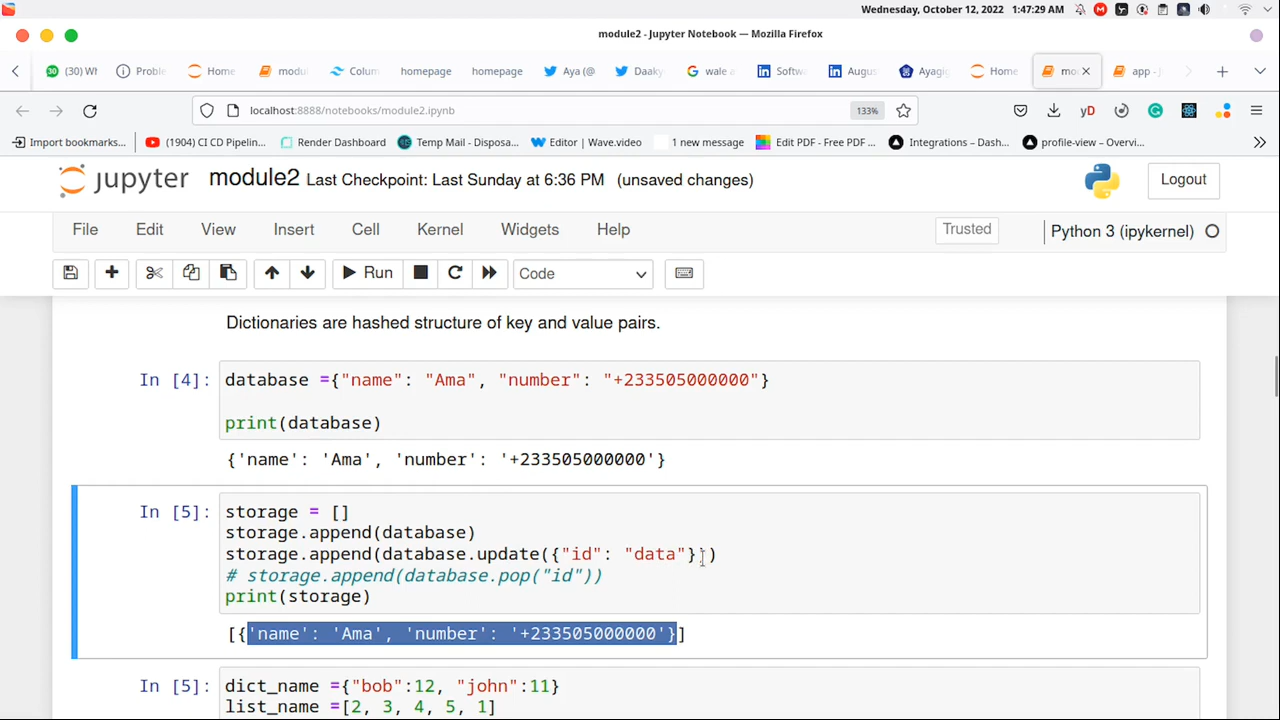 Wednesday, October 12, 2022 1:47:29 AM
module2 - Jupyter Notebook — Mozilla Firefox
(30) Wh
Proble
Home
modu
Colum
homepage
homepage
Aya (@
Daaky
wale a
Softw
Augus
Ayagig
Home
mo
app -
localhost:8888/notebooks/module2.ipynb
133%
Import bookmarks...
(1904) CI CD Pipelin...
Render Dashboard
Temp Mail - Disposa...
Editor | Wave.video
1 new message
Edit PDF - Free PDF ...
Integrations – Dash...
profile-view – Overvi...
jupyter module2 Last Checkpoint: Last Sunday at 6:36 PM (unsaved changes)
Logout
File Edit View Insert Cell Kernel Widgets Help
Trusted
Python 3 (ipykernel)
Run
Code
Dictionaries are hashed structure of key and value pairs.
In [4]: database ={"name": "Ama", "number": "+233505000000"}
print(database)
{'name': 'Ama', 'number': '+233505000000'}
In [5]: storage = []
storage.append(database)
storage.append(database.update({"id": "data"}))
# storage.append(database.pop("id"))
print(storage)
[{'name': 'Ama', 'number': '+233505000000'}]
In [5]: dict_name ={"bob":12, "john":11}
list_name =[2, 3, 4, 5, 1]